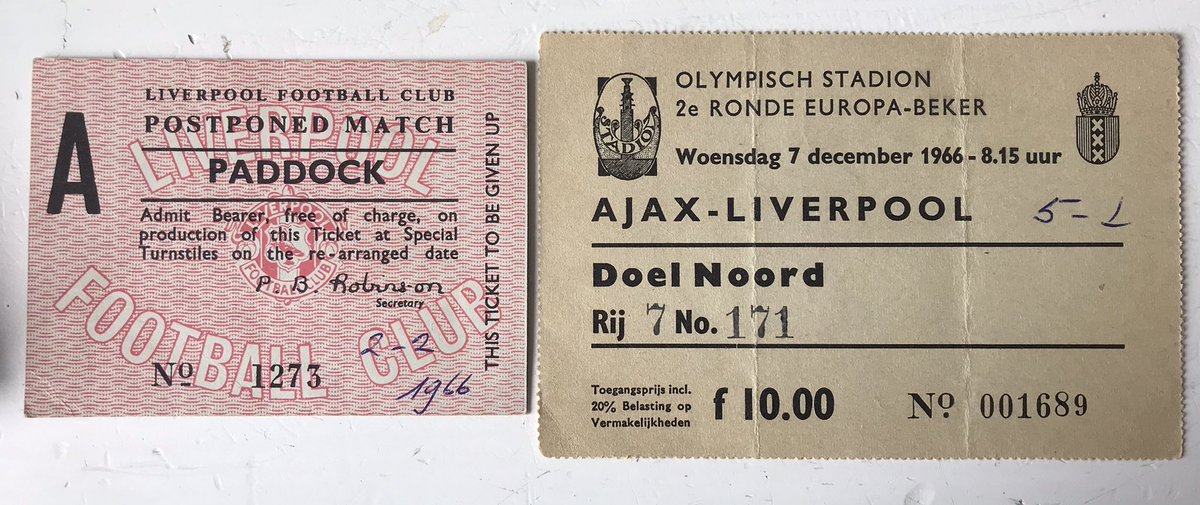 A
LIVERPOOL FOOTBALL CLUB
POSTPONED MATCH
PADDOCK
Admit Bearer, free of charge, on
production of this Ticket at Special
Turnstiles on the re-arranged date
P. B. Robinson
Secretary
Nº 1273
2-2
1966
THIS TICKET TO BE GIVEN UP
LIVERPOOL
FOOTBALL CLUB
LIVERPOOL
FOOTBALL CLUB
STADION
OLYMPISCH STADION
2e RONDE EUROPA-BEKER
Woensdag 7 december 1966 - 8.15 uur
AJAX-LIVERPOOL 5-1
Doel Noord
Rij 7 No. 171
Toegangsprijs incl.
20% Belasting op
Vermakelijkheden
f 10.00
Nº 001689